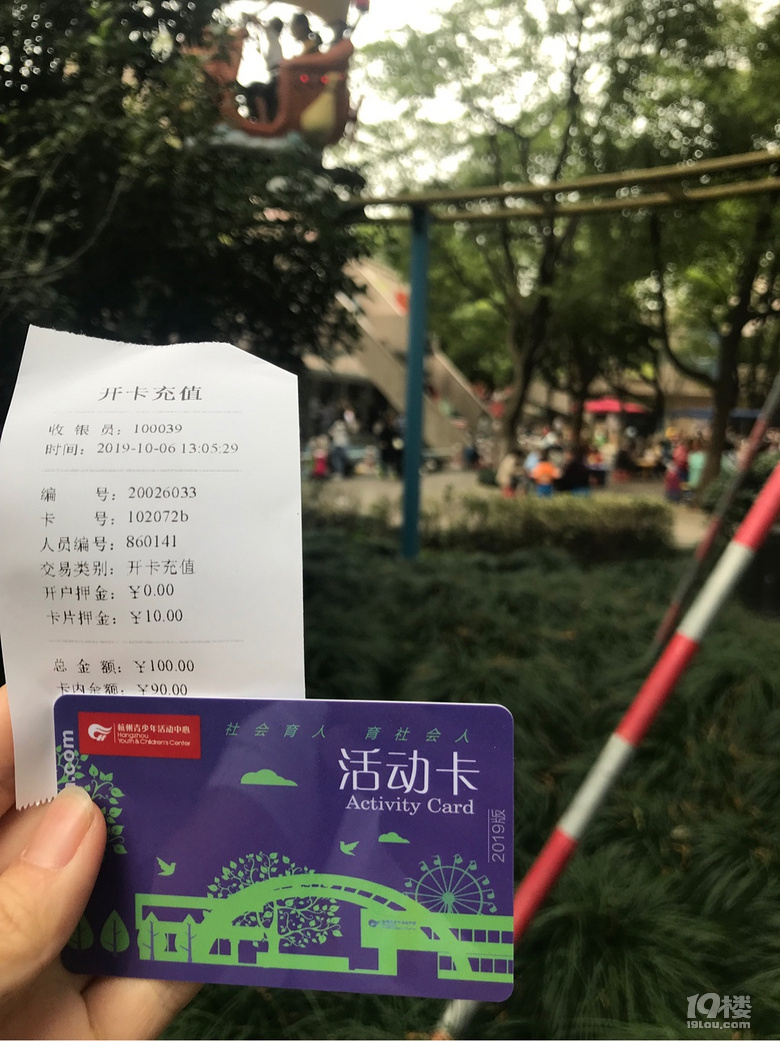 开卡充值
收 银 员：100039
时间：2019-10-06 13:05:29
编 号：20026033
卡 号：102072b
人员编号：860141
交易类别：开卡充值
开户押金：￥0.00
卡片押金：￥10.00
总 金 额：￥100.00
卡内余额：￥90.00
.com
杭州青少年活动中心
Hangzhou
Youth & Children's Center
社会育人 育社会人
活动卡
Activity Card
2019版
19楼
19lou.com